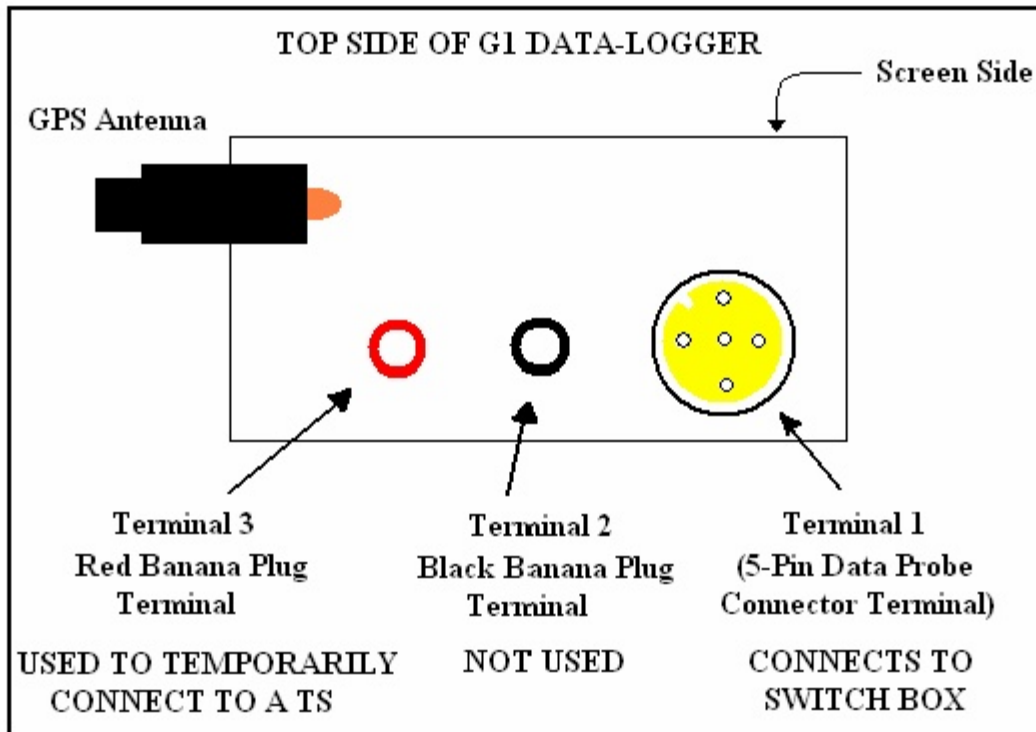 TOP SIDE OF G1 DATA-LOGGER
Screen Side
GPS Antenna
Terminal 3
Red Banana Plug
Terminal
USED TO TEMPORARILY
CONNECT TO A TS
Terminal 2
Black Banana Plug
Terminal
NOT USED
Terminal 1
(5-Pin Data Probe
Connector Terminal)
CONNECTS TO
SWITCH BOX